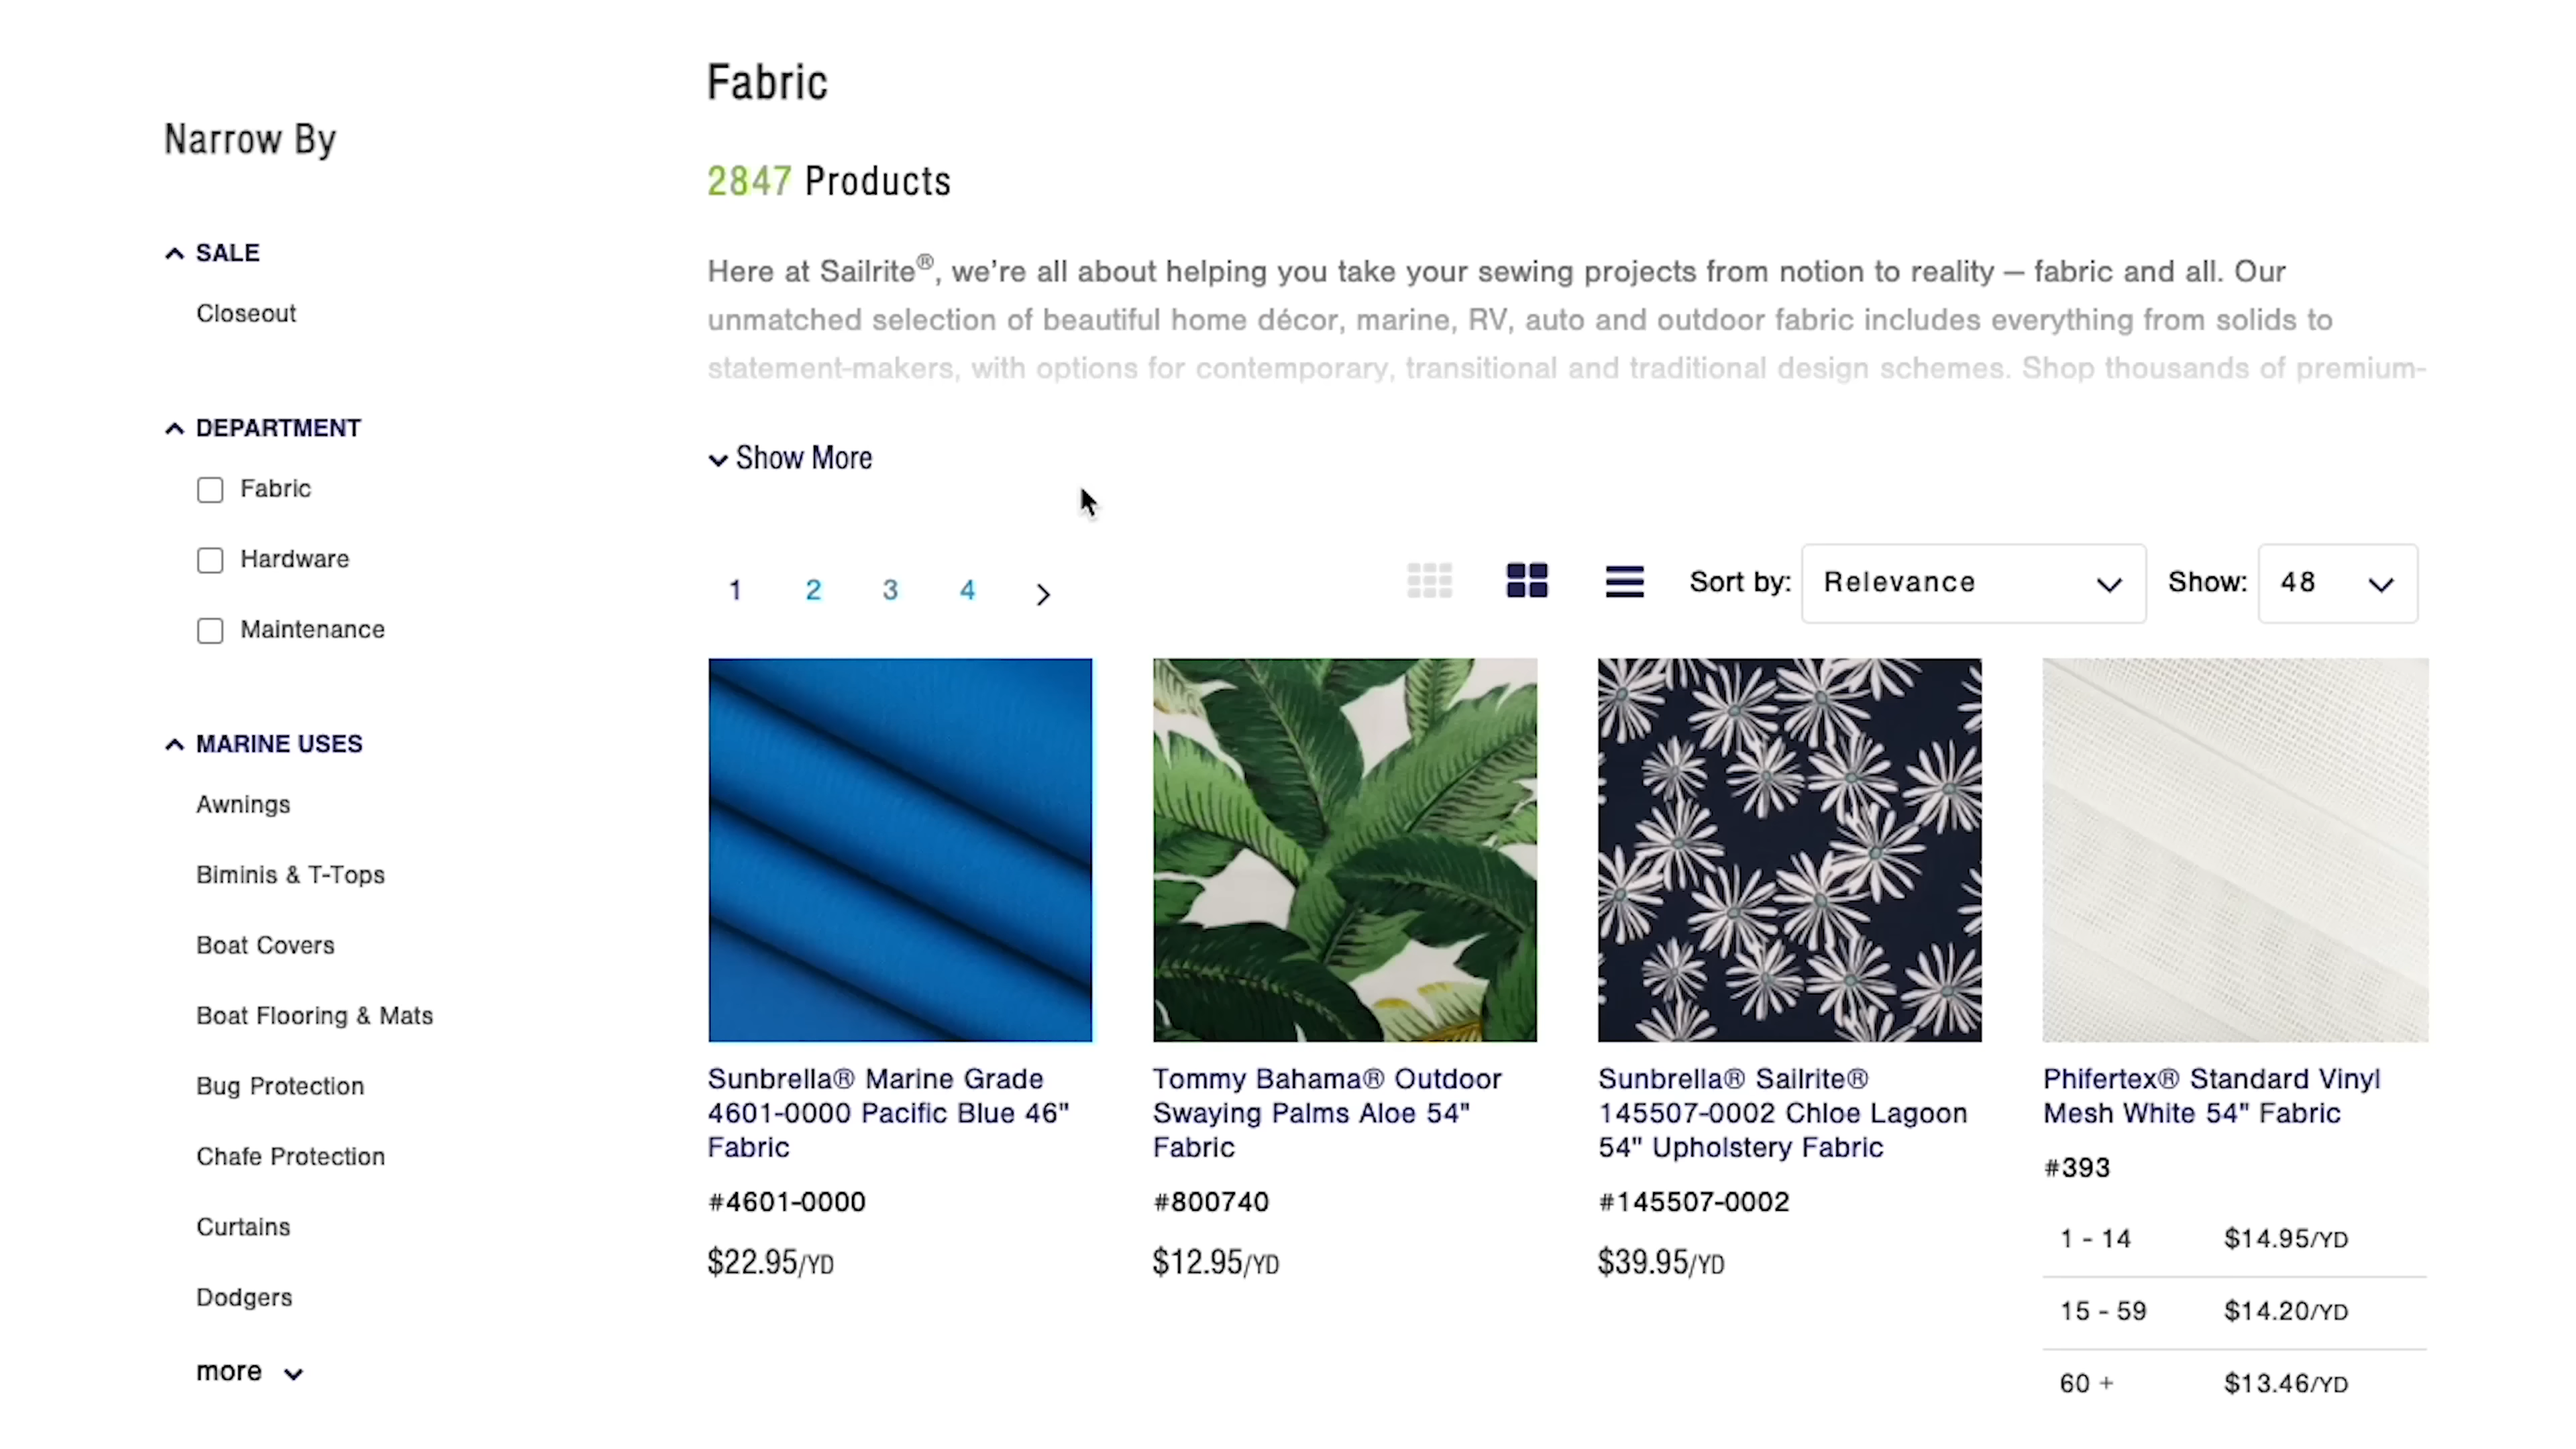 Fabric
Narrow By
2847 Products
SALE
Closeout
Here at Sailrite®, we're all about helping you take your sewing projects from notion to reality – fabric and all. Our
unmatched selection of beautiful home décor, marine, RV, auto and outdoor fabric includes everything from solids to
statement-makers, with options for contemporary, transitional and traditional design schemes. Shop thousands of premium-
Show More
DEPARTMENT
Fabric
Hardware
Maintenance
1 2 3 4
Sort by: Relevance Show: 48
MARINE USES
Awnings
Biminis & T-Tops
Boat Covers
Boat Flooring & Mats
Bug Protection
Chafe Protection
Curtains
Dodgers
more
Sunbrella® Marine Grade
4601-0000 Pacific Blue 46"
Fabric
#4601-0000
$22.95/YD
Tommy Bahama® Outdoor
Swaying Palms Aloe 54"
Fabric
#800740
$12.95/YD
Sunbrella® Sailrite®
145507-0002 Chloe Lagoon
54" Upholstery Fabric
#145507-0002
$39.95/YD
Phifertex® Standard Vinyl
Mesh White 54" Fabric
#393
1 - 14 $14.95/YD
15 - 59 $14.20/YD
60 + $13.46/YD